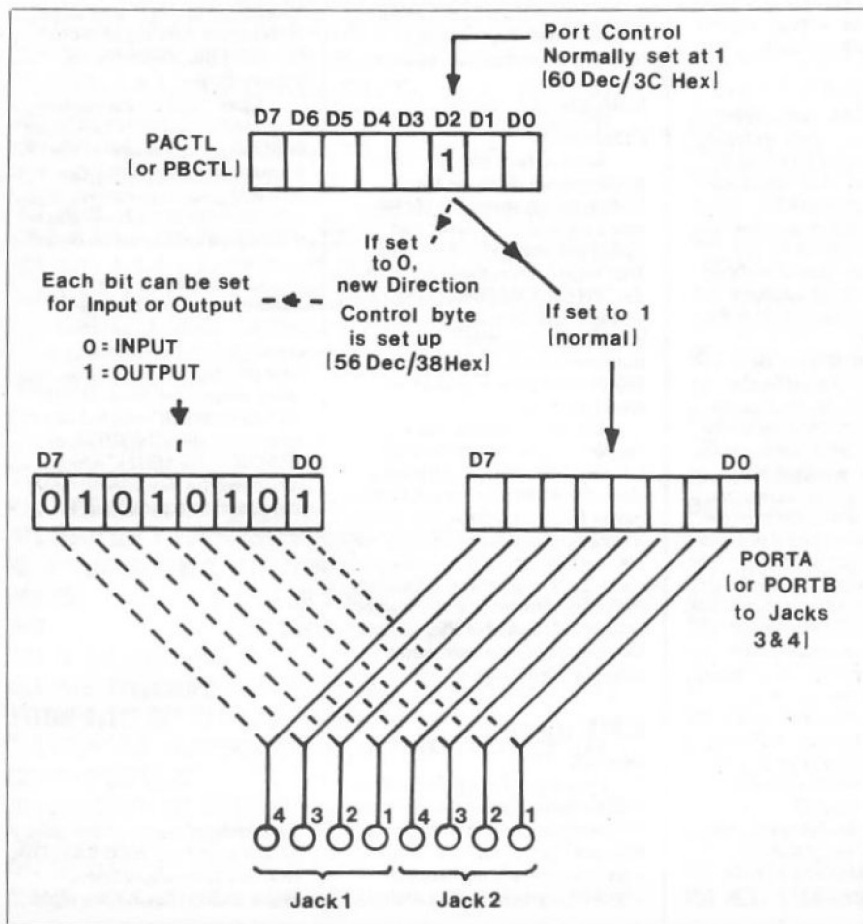 Port Control
Normally set at 1
(60 Dec/3C Hex)
D7 D6 D5 D4 D3 D2 D1 D0
PACTL
(or PBCTL)
1
If set
to 0,
new Direction
Control byte
is set up
(56 Dec/38Hex)
Each bit can be set
for Input or Output
0=INPUT
1=OUTPUT
If set to 1
(normal)
D7 D0
0 1 0 1 0 1 0 1
D7 D0
PORTA
(or PORTB
to Jacks
3&4)
4 3 2 1 4 3 2 1
Jack1 Jack2